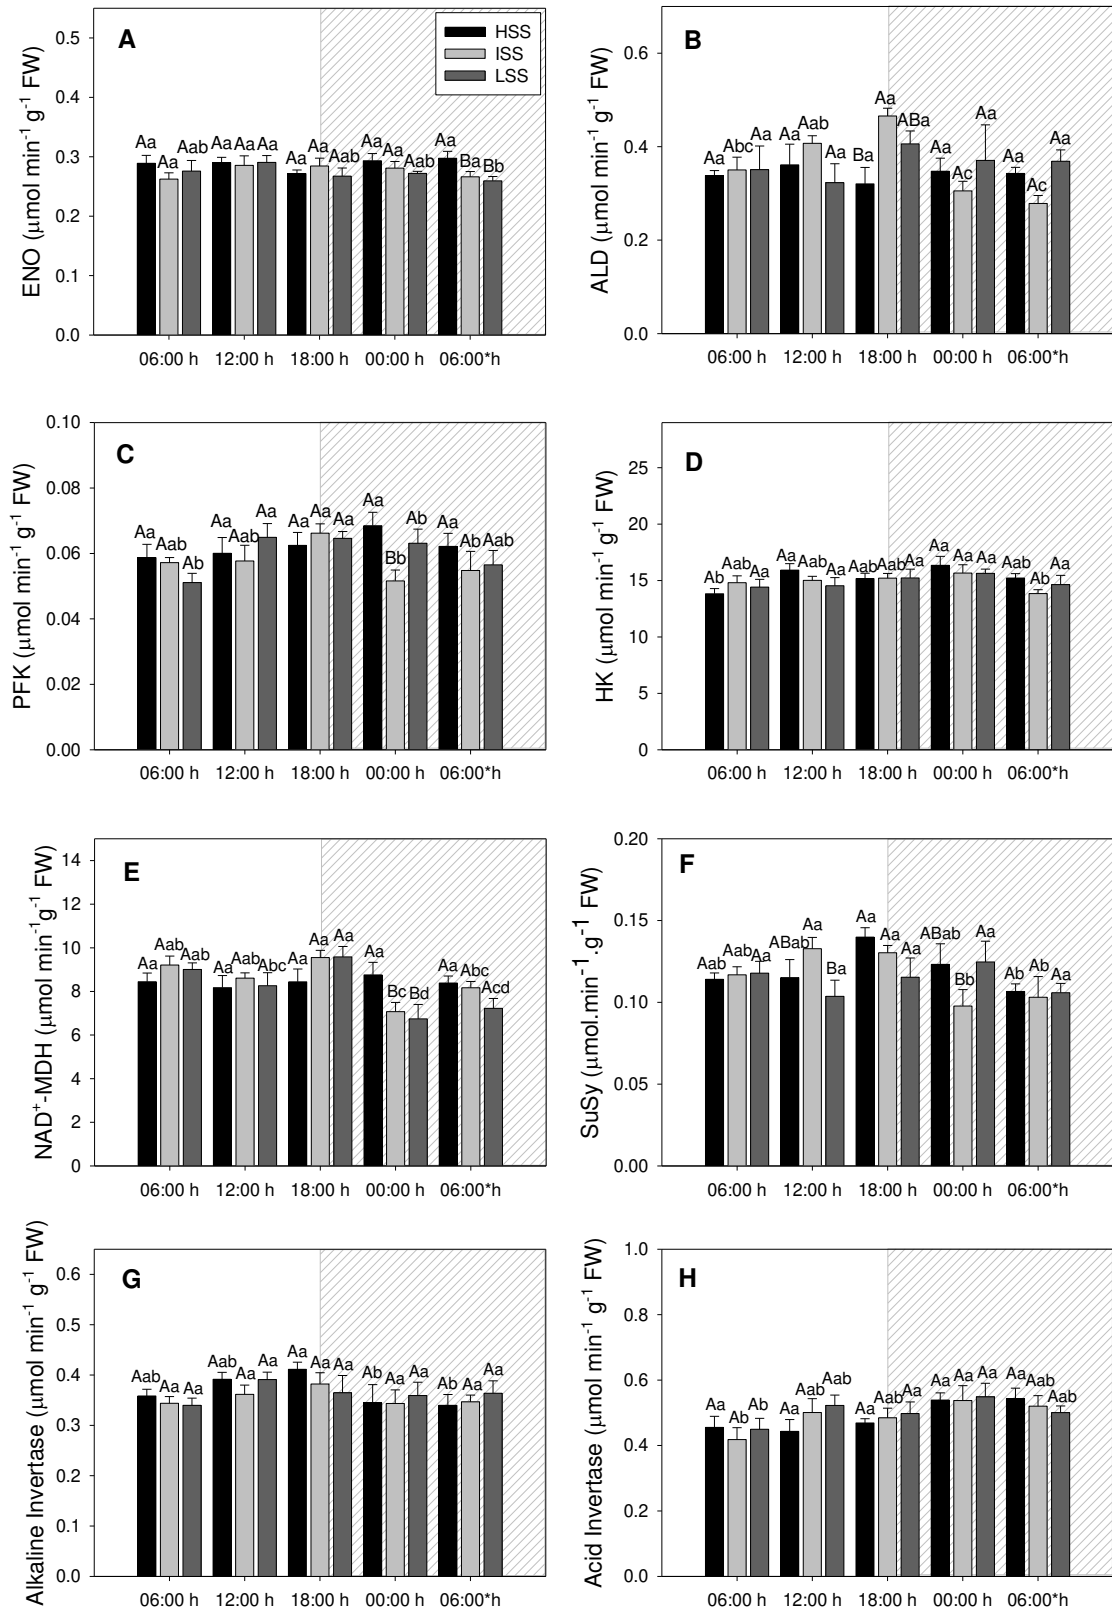 A
HSS
ISS
LSS
ENO (µmol min⁻¹ g⁻¹ FW)
0.5
0.4
0.3
0.2
0.1
0.0
Aa Aa Aab Aa Aa Aa Aa Aa Aab Aa Aa Aab Aa Ba Bb
06:00 h 12:00 h 18:00 h 00:00 h 06:00*h
B
ALD (µmol min⁻¹ g⁻¹ FW)
0.6
0.4
0.2
0.0
Aa Abc Aa Aa Aab Aa Ba Aa ABa Aa Ac Aa Aa Ac Aa
06:00 h 12:00 h 18:00 h 00:00 h 06:00*h
C
PFK (µmol min⁻¹ g⁻¹ FW)
0.10
0.08
0.06
0.04
0.02
0.00
Aa Aab Ab Aa Aab Aa Aa Aa Aa Aa Bb Ab Aa Ab Aab
06:00 h 12:00 h 18:00 h 00:00 h 06:00*h
D
HK (µmol min⁻¹ g⁻¹ FW)
25
20
15
10
5
0
Ab Aab Aa Aa Aab Aa Aab Aab Aa Aa Aa Aa Aab Ab Aa
06:00 h 12:00 h 18:00 h 00:00 h 06:00*h
E
NAD⁺-MDH (µmol min⁻¹g⁻¹ FW)
14
12
10
8
6
4
2
0
Aa Aab Aab Aa Aab Abc Aa Aa Aa Aa Bc Bd Aa Abc Acd
06:00 h 12:00 h 18:00 h 00:00 h 06:00*h
F
SuSy (µmol.min⁻¹.g⁻¹ FW)
0.20
0.15
0.10
0.05
0.00
Aab Aab Aa ABab Aa Ba Aa Aa Aa ABab Bb Aa Ab Ab Aa
06:00 h 12:00 h 18:00 h 00:00 h 06:00*h
G
Alkaline Invertase (µmol min⁻¹ g⁻¹ FW)
0.6
0.5
0.4
0.3
0.2
0.1
0.0
Aab Aa Aa Aab Aa Aa Aa Aa Aa Ab Aa Aa Ab Aa Aa
06:00 h 12:00 h 18:00 h 00:00 h 06:00*h
H
Acid Invertase (µmol min⁻¹ g⁻¹ FW)
1.0
0.8
0.6
0.4
0.2
0.0
Aa Ab Ab Aa Aab Aab Aa Aab Aa Aa Aa Aa Aa Aab Aab
06:00 h 12:00 h 18:00 h 00:00 h 06:00*h